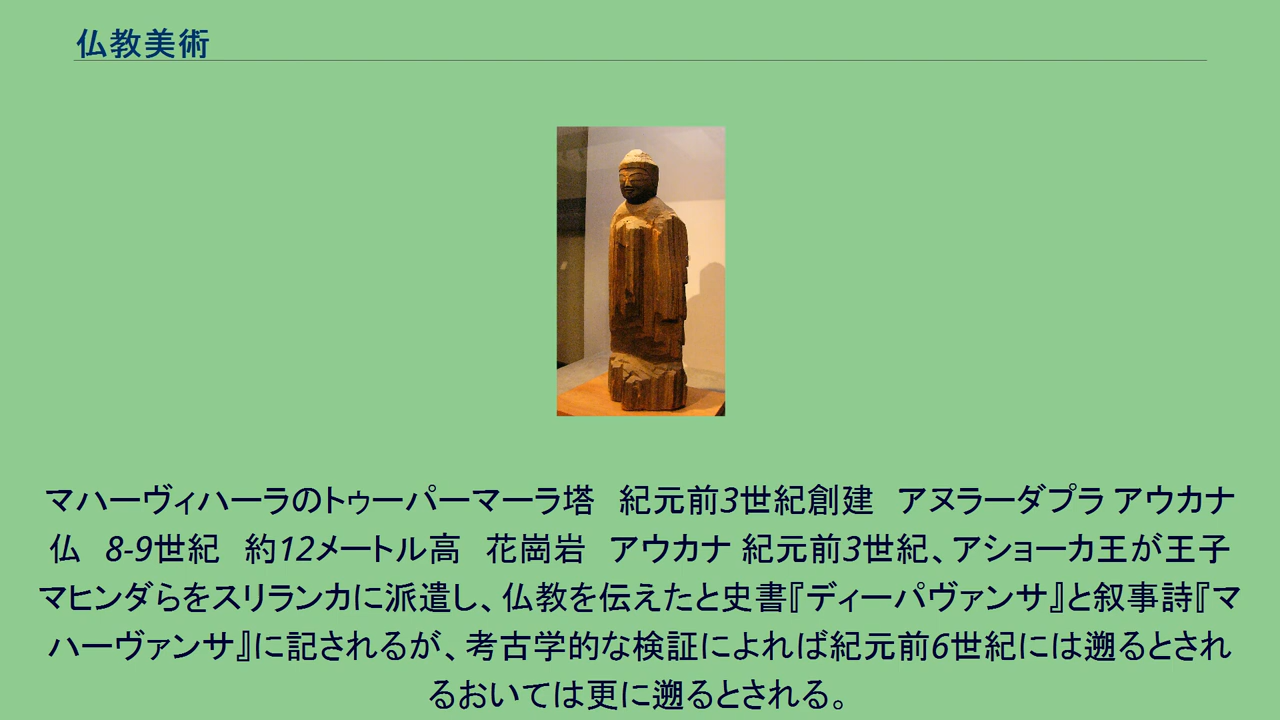 仏教美術
マハーヴィハーラのトゥーパーマーラ塔　紀元前3世紀創建　アヌラーダプラ アウカナ
仏　8-9世紀　約12メートル高　花崗岩　アウカナ 紀元前3世紀、アショーカ王が王子
マヒンダらをスリランカに派遣し、仏教を伝えたと史書『ディーパヴァンサ』と叙事詩『マ
ハーヴァンサ』に記されるが、考古学的な検証によれば紀元前6世紀には遡るとされ
るおいては更に遡るとされる。